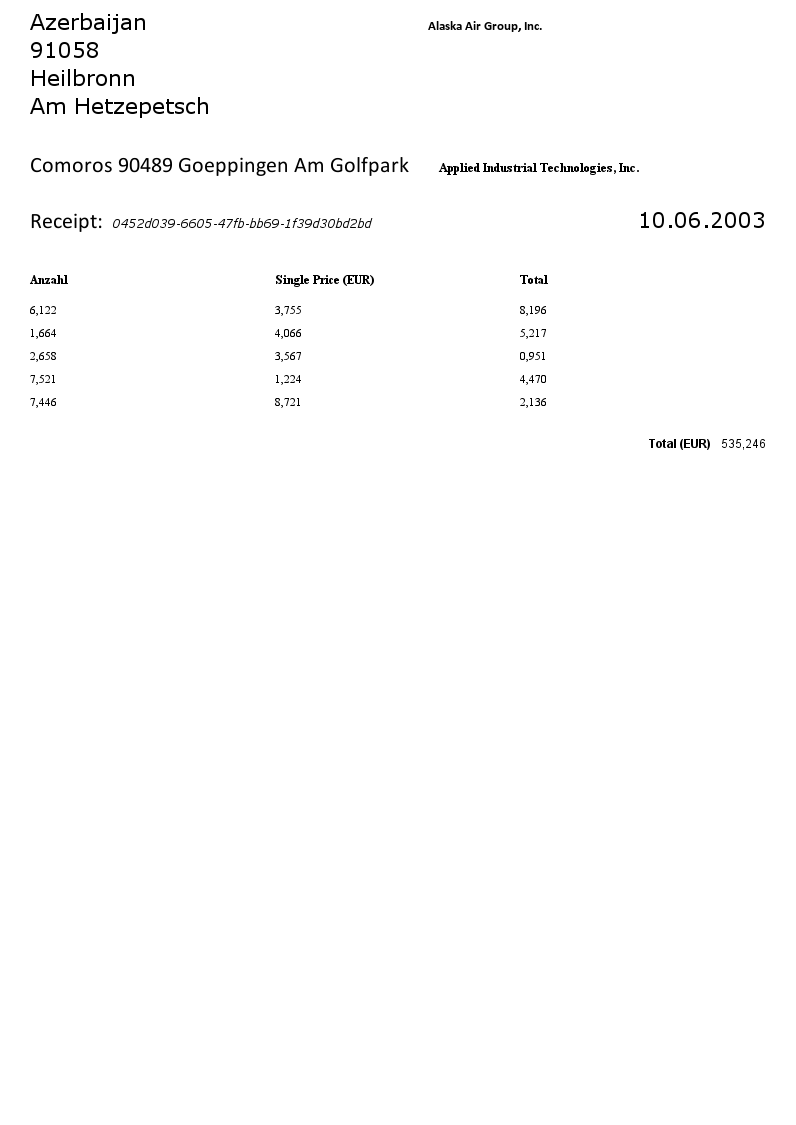 Azerbaijan
91058
Heilbronn
Am Hetzepetsch
Alaska Air Group, Inc.
Comoros 90489 Goeppingen Am Golfpark Applied Industrial Technologies, Inc.
Receipt: 0452d039-6605-47fb-bb69-1f39d30bd2bd 10.06.2003
Anzahl Single Price (EUR) Total
6,122 3,755 8,196
1,664 4,066 5,217
2,658 3,567 0,951
7,521 1,224 4,470
7,446 8,721 2,136
Total (EUR) 535,246